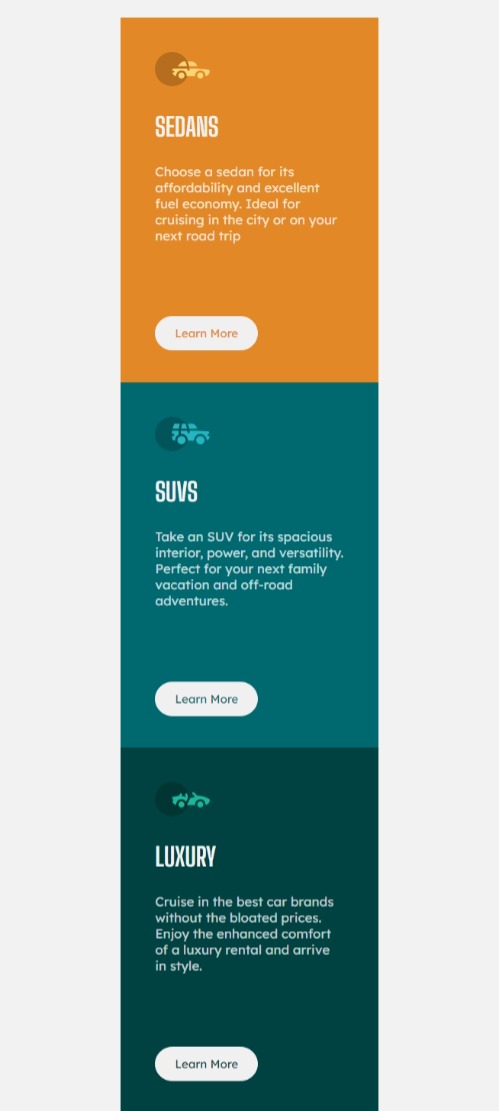 SEDANS
Choose a sedan for its
affordability and excellent
fuel economy. Ideal for
cruising in the city or on your
next road trip
Learn More
SUVS
Take an SUV for its spacious
interior, power, and versatility.
Perfect for your next family
vacation and off-road
adventures.
Learn More
LUXURY
Cruise in the best car brands
without the bloated prices.
Enjoy the enhanced comfort
of a luxury rental and arrive
in style.
Learn More